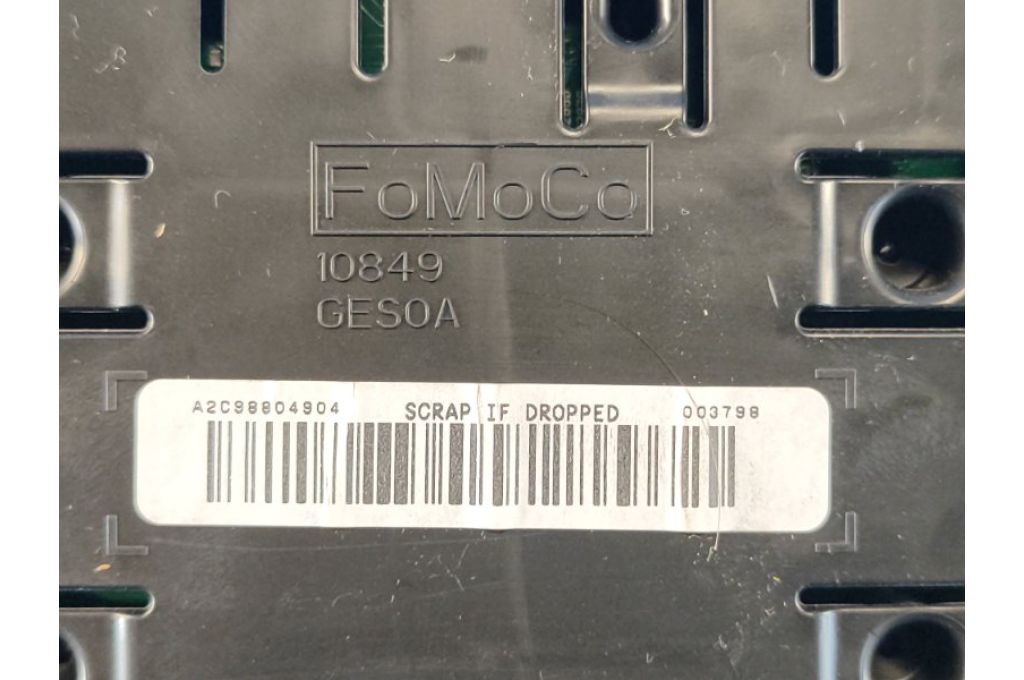 FoMoCo
10849
GES0A
A2C98804904 SCRAP IF DROPPED 003798